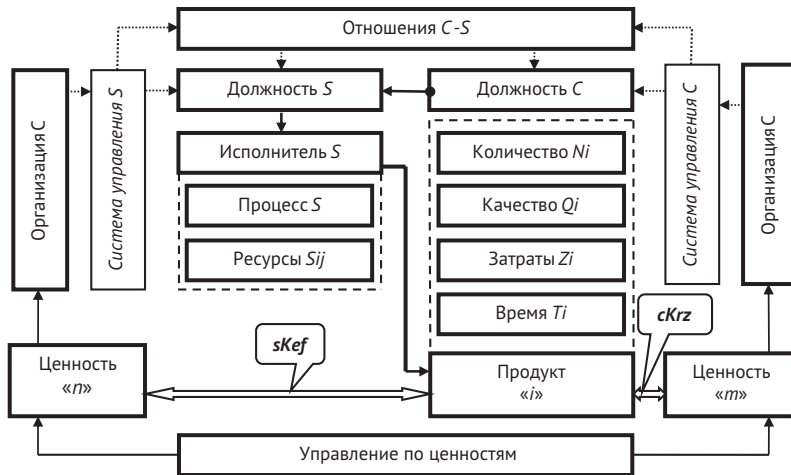 Отношения C-S
Организация С
Система управления S
Должность S
Должность C
Система управления C
Организация С
Исполнитель S
Количество Ni
Процесс S
Качество Qi
Ресурсы Sij
Затраты Zi
Время Ti
sKef
cKrz
Ценность
«n»
Продукт
«i»
Ценность
«m»
Управление по ценностям